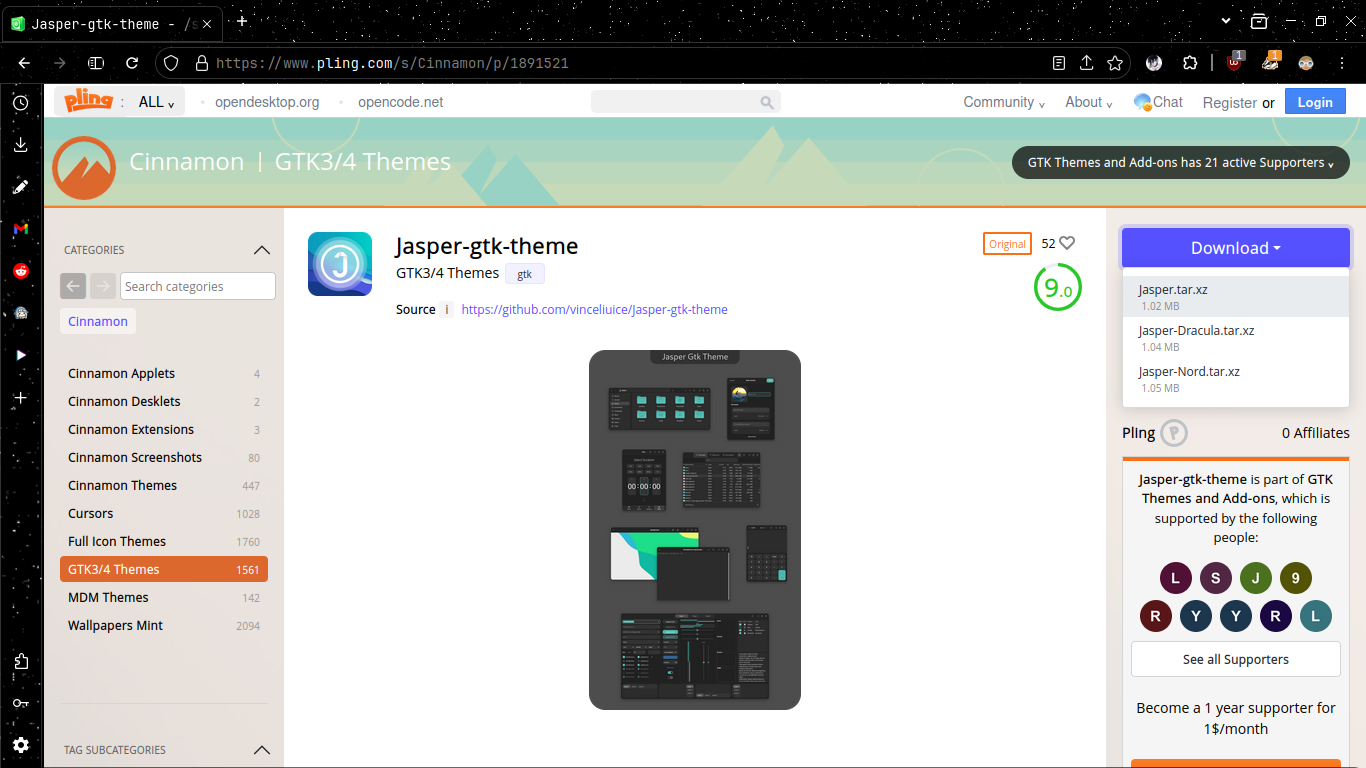 Jasper-gtk-theme - /s
https://www.pling.com/s/Cinnamon/p/1891521
1
1
pling : ALL
opendesktop.org
opencode.net
Community
About
Chat
Register or
Login
Cinnamon | GTK3/4 Themes
GTK Themes and Add-ons has 21 active Supporters
CATEGORIES
Search categories
Cinnamon
Cinnamon Applets 4
Cinnamon Desklets 2
Cinnamon Extensions 3
Cinnamon Screenshots 80
Cinnamon Themes 447
Cursors 1028
Full Icon Themes 1760
GTK3/4 Themes 1561
MDM Themes 142
Wallpapers Mint 2094
TAG SUBCATEGORIES
Jasper-gtk-theme
GTK3/4 Themes gtk
Source i https://github.com/vinceliuice/Jasper-gtk-theme
Original 52
9.0
Jasper Gtk Theme
00:00:00
Download
Jasper.tar.xz
1.02 MB
Jasper-Dracula.tar.xz
1.04 MB
Jasper-Nord.tar.xz
1.05 MB
Pling P 0 Affiliates
Jasper-gtk-theme is part of GTK
Themes and Add-ons, which is
supported by the following
people:
L S J 9
R Y Y R L
See all Supporters
Become a 1 year supporter for
1$/month